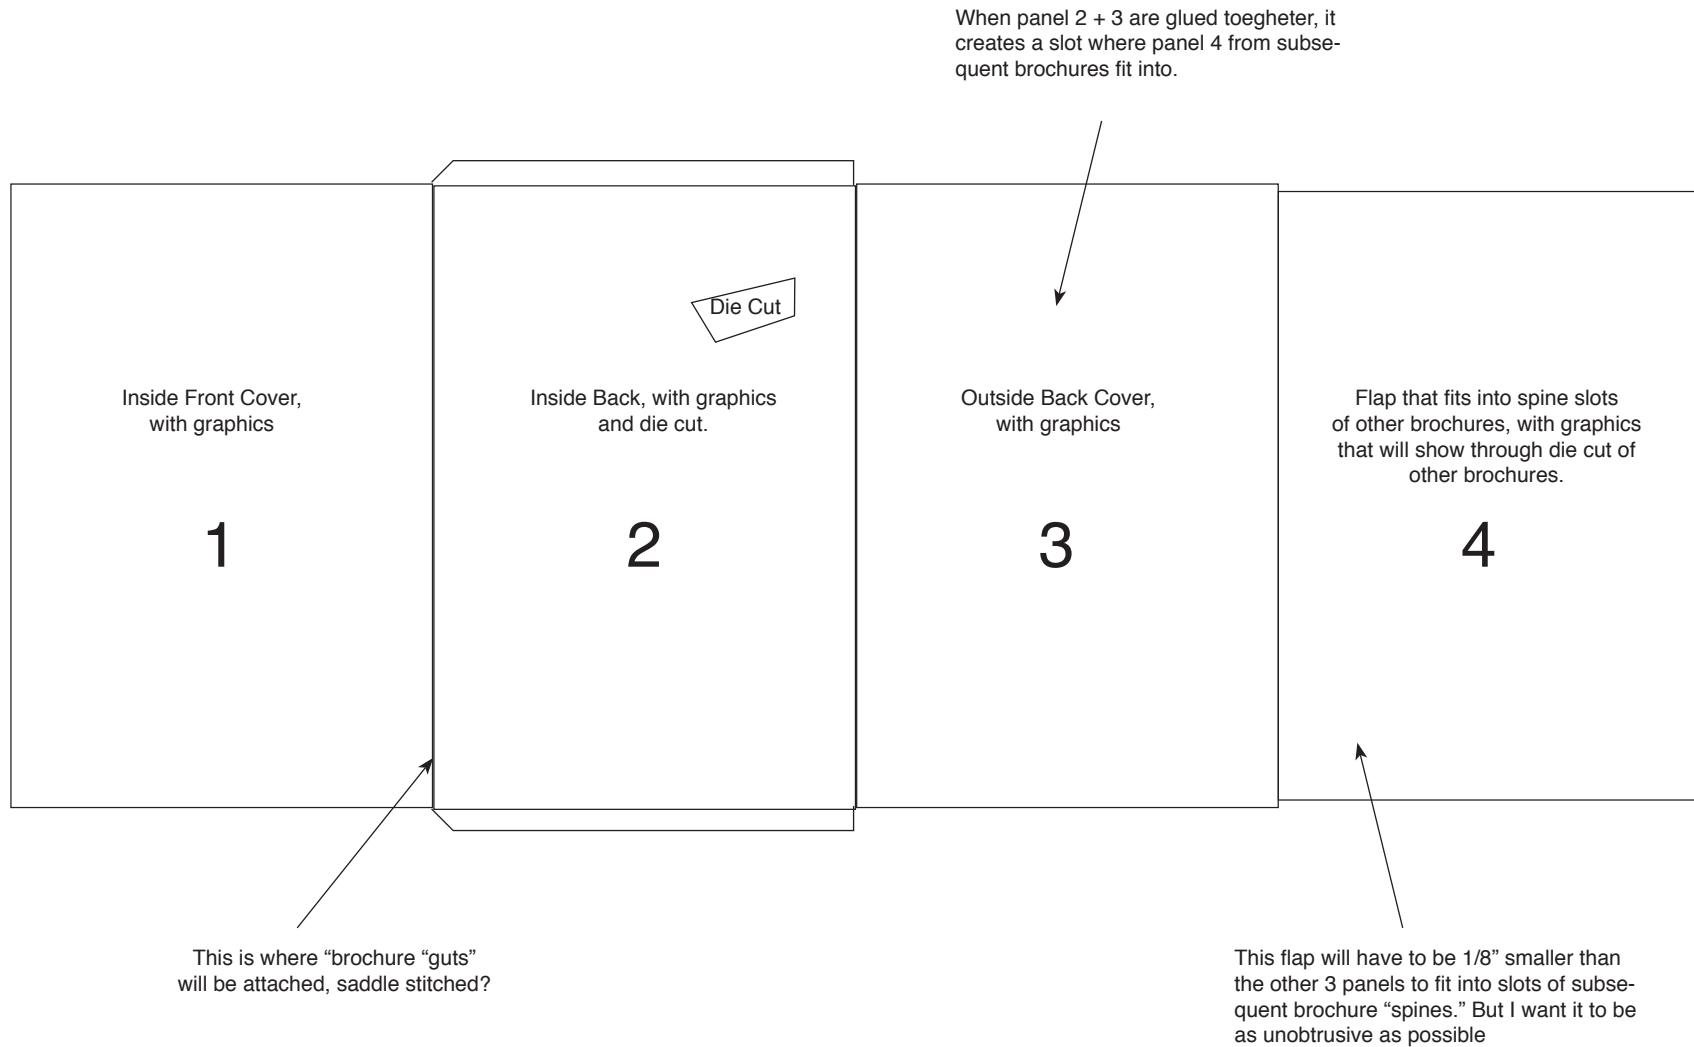 When panel 2 + 3 are glued toegheter, it
creates a slot where panel 4 from subse-
quent brochures fit into.
Die Cut
Inside Front Cover,
with graphics
1
Inside Back, with graphics
and die cut.
2
Outside Back Cover,
with graphics
3
Flap that fits into spine slots
of other brochures, with graphics
that will show through die cut of
other brochures.
4
This is where “brochure “guts”
will be attached, saddle stitched?
This flap will have to be 1/8” smaller than
the other 3 panels to fit into slots of subse-
quent brochure “spines.” But I want it to be
as unobtrusive as possible